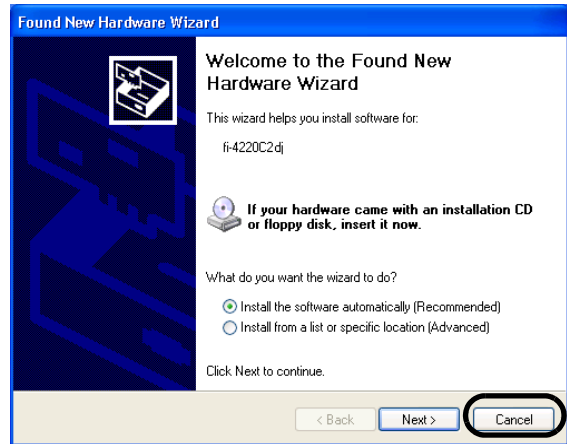 Found New Hardware Wizard
Welcome to the Found New
Hardware Wizard
This wizard helps you install software for:
fi-4220C2dj
If your hardware came with an installation CD
or floppy disk, insert it now.
What do you want the wizard to do?
Install the software automatically (Recommended)
Install from a list or specific location (Advanced)
Click Next to continue.
< Back Next > Cancel